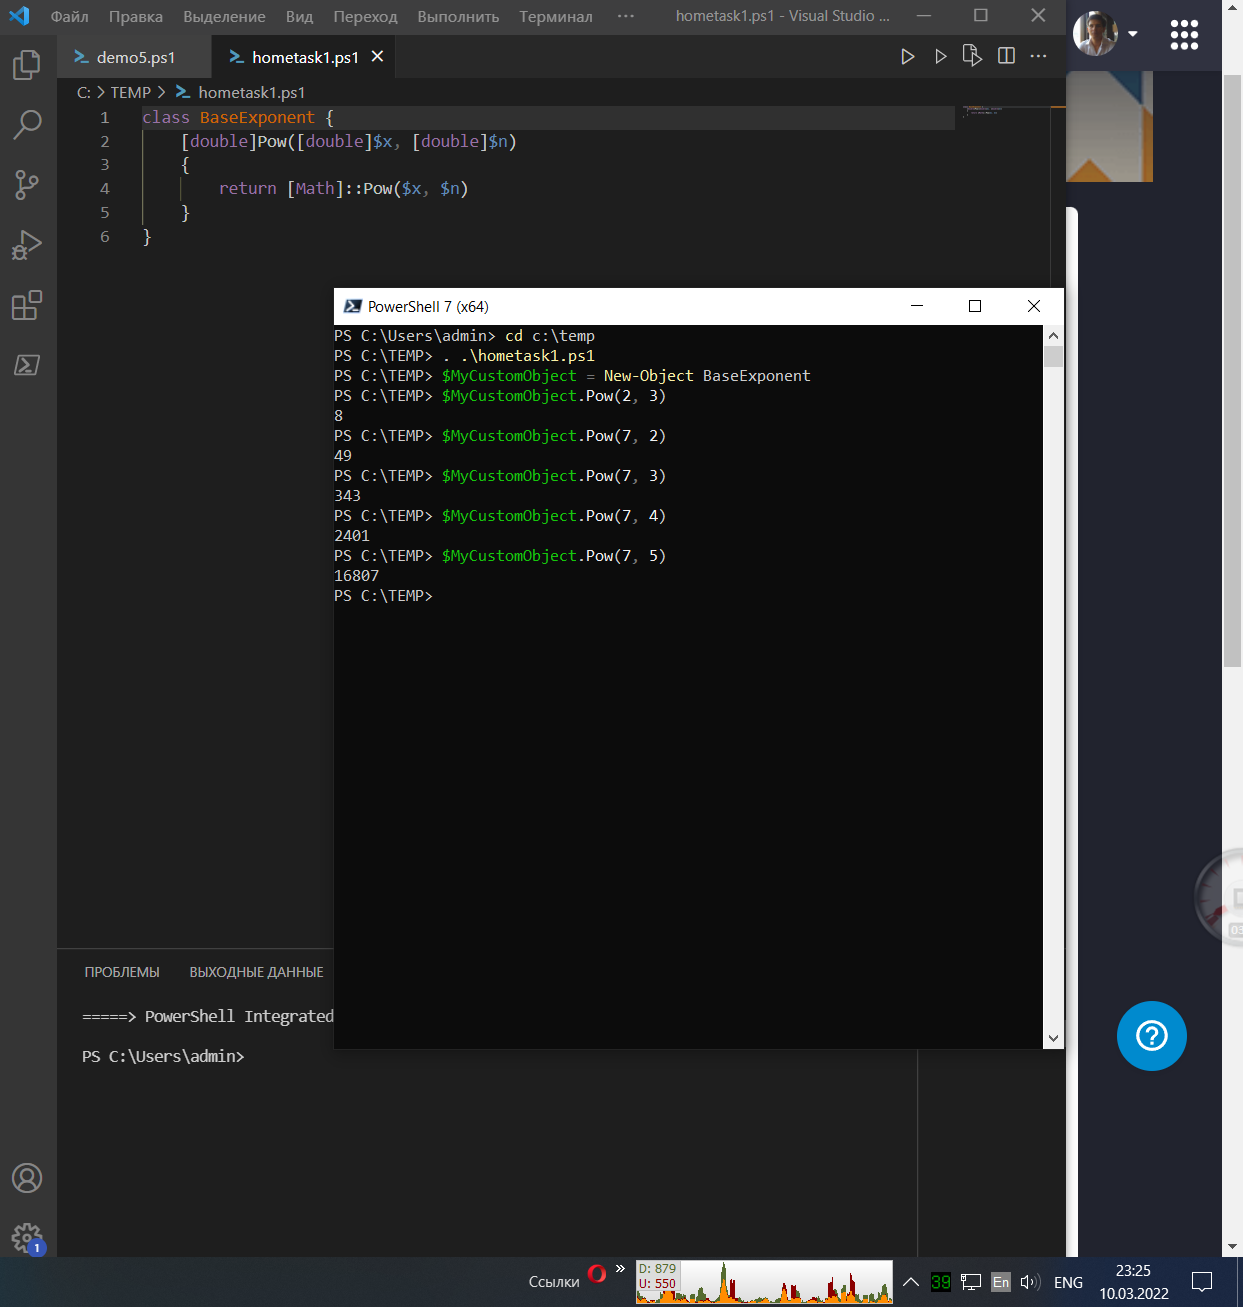 Файл Правка Выделение Вид Переход Выполнить Терминал ··· hometask1.ps1 - Visual Studio ...
demo5.ps1 hometask1.ps1
C: > TEMP > hometask1.ps1
1 class BaseExponent {
2 [double]Pow([double]$x, [double]$n)
3 {
4 return [Math]::Pow($x, $n)
5 }
6 }
PowerShell 7 (x64)
PS C:\Users\admin> cd c:\temp
PS C:\TEMP> . .\hometask1.ps1
PS C:\TEMP> $MyCustomObject = New-Object BaseExponent
PS C:\TEMP> $MyCustomObject.Pow(2, 3)
8
PS C:\TEMP> $MyCustomObject.Pow(7, 2)
49
PS C:\TEMP> $MyCustomObject.Pow(7, 3)
343
PS C:\TEMP> $MyCustomObject.Pow(7, 4)
2401
PS C:\TEMP> $MyCustomObject.Pow(7, 5)
16807
PS C:\TEMP>
ПРОБЛЕМЫ ВЫХОДНЫЕ ДАННЫЕ
=====> PowerShell Integrated
PS C:\Users\admin>
1
Ссылки »
D: 879
U: 550
39 En ENG
23:25
10.03.2022